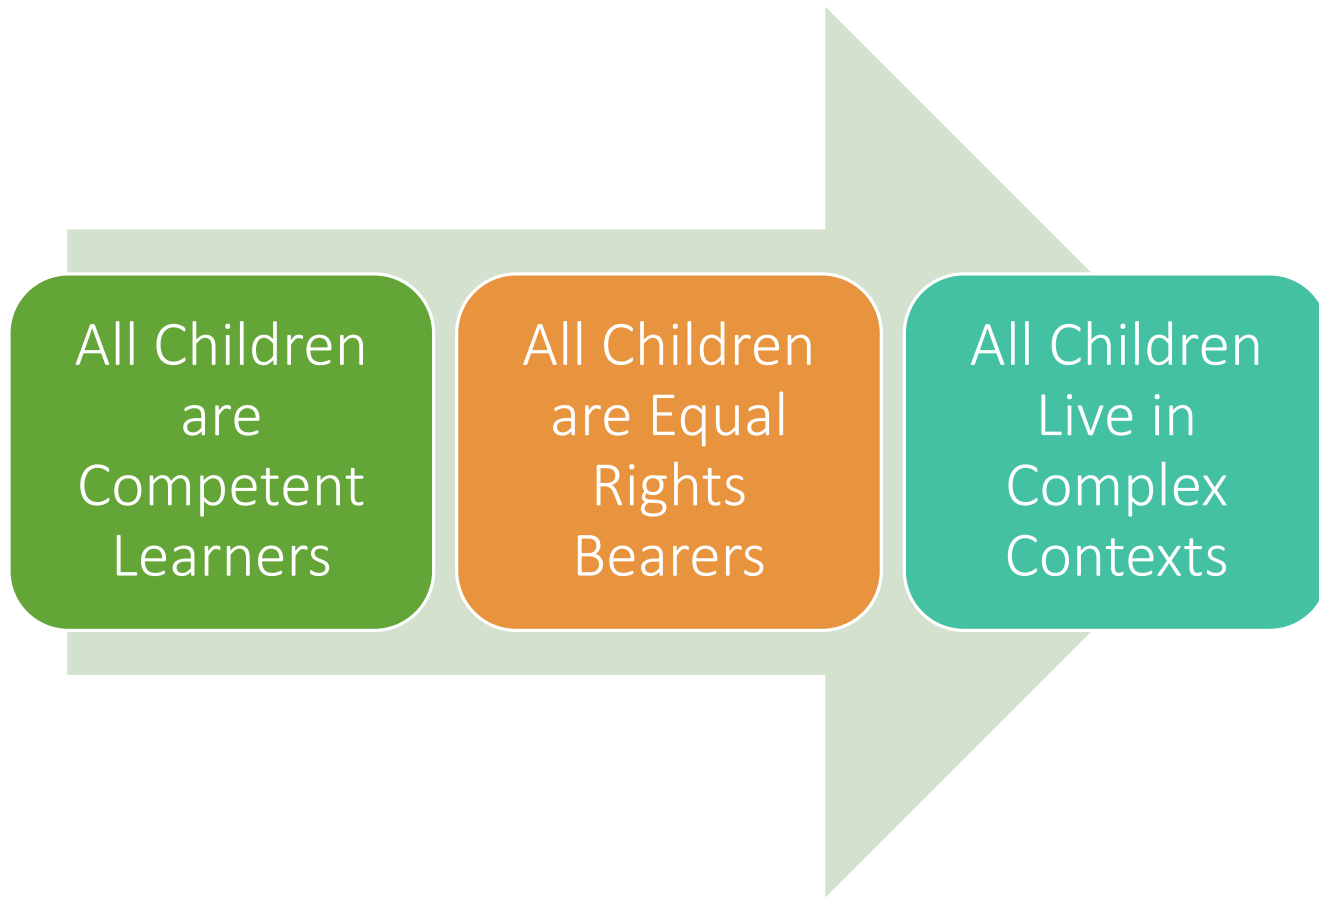 All Children
are
Competent
Learners
All Children
are Equal
Rights
Bearers
All Children
Live in
Complex
Contexts